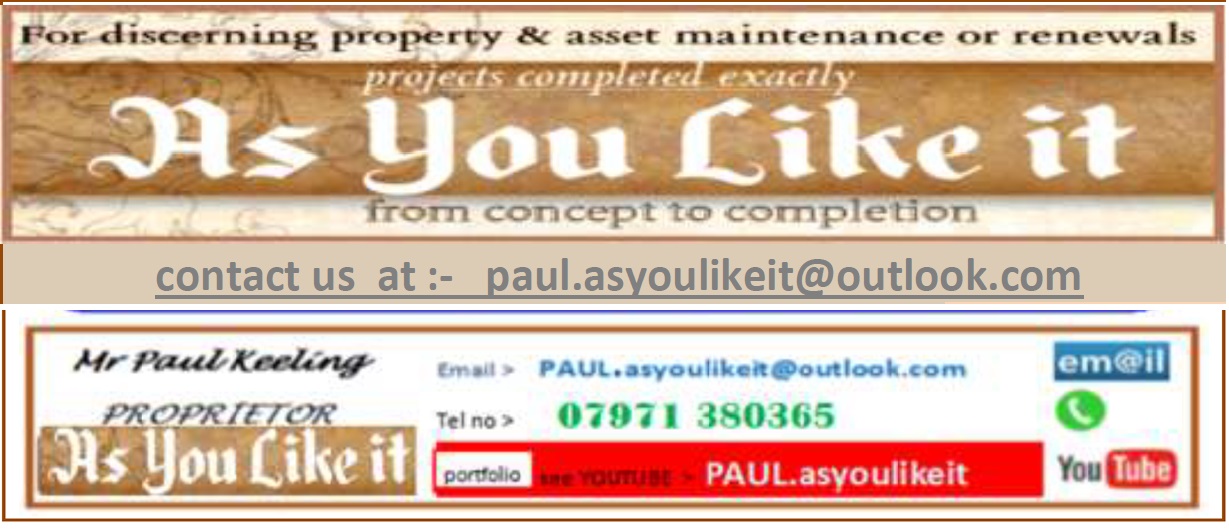 For discerning property & asset maintenance or renewals
projects completed exactly
As You Like it
from concept to completion
contact us at :- paul.asyoulikeit@outlook.com
Mr Paul Keeling
PROPRIETOR
As You Like it
Email > PAUL.asyoulikeit@outlook.com
Tel no > 07971 380365
portfolio see YOUTUBE > PAUL.asyoulikeit
em@il
YouTube